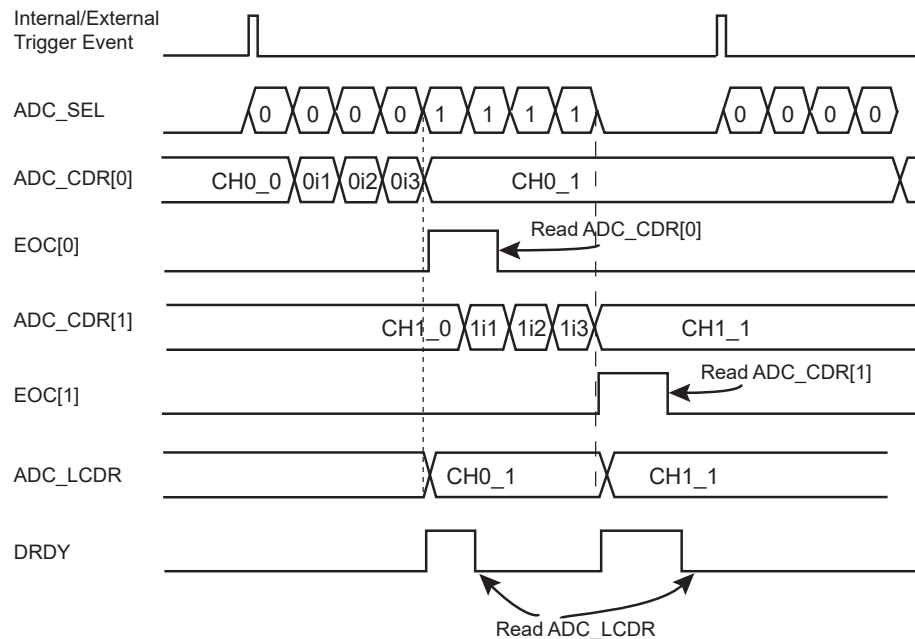 Internal/External
Trigger Event
ADC_SEL
0 0 0 0 1 1 1 1 0 0 0 0
ADC_CDR[0]
CH0_0 0i1 0i2 0i3 CH0_1
EOC[0]
Read ADC_CDR[0]
ADC_CDR[1]
CH1_0 1i1 1i2 1i3 CH1_1
EOC[1]
Read ADC_CDR[1]
ADC_LCDR
CH0_1 CH1_1
DRDY
Read ADC_LCDR